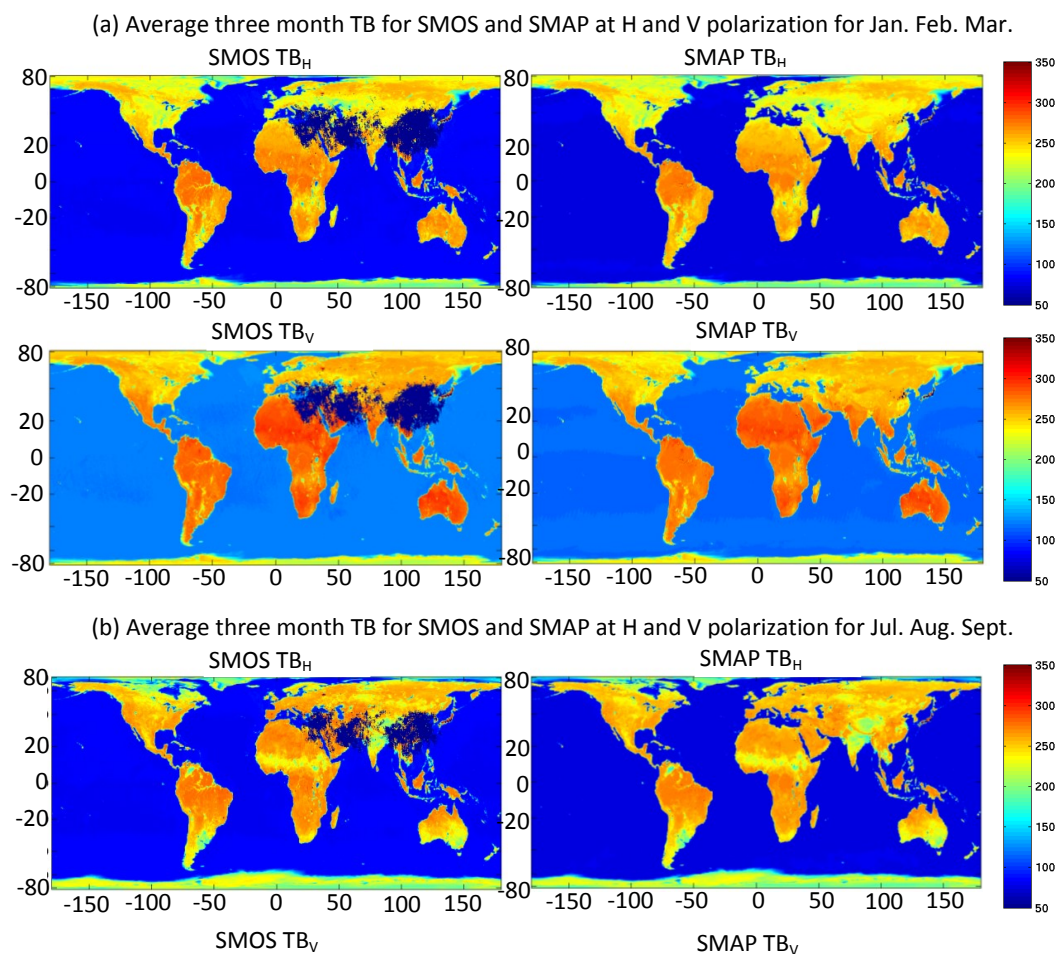 (a) Average three month TB for SMOS and SMAP at H and V polarization for Jan. Feb. Mar.
SMOS TBH SMAP TBH
80 80 350
300
20 20 250
0 0 200
-20 -20 150
100
-80 -80 50
-150 -100 -50 0 50 100 150 -150 -100 -50 0 50 100 150
SMOS TBV SMAP TBV
80 80 350
300
20 20 250
0 0 200
-20 -20 150
100
-80 -80 50
-150 -100 -50 0 50 100 150 -150 -100 -50 0 50 100 150
(b) Average three month TB for SMOS and SMAP at H and V polarization for Jul. Aug. Sept.
SMOS TBH SMAP TBH
80 80 350
300
20 20 250
0 0 200
-20 -20 150
100
-80 -80 50
-150 -100 -50 0 50 100 150 -150 -100 -50 0 50 100 150
SMOS TBV SMAP TBV